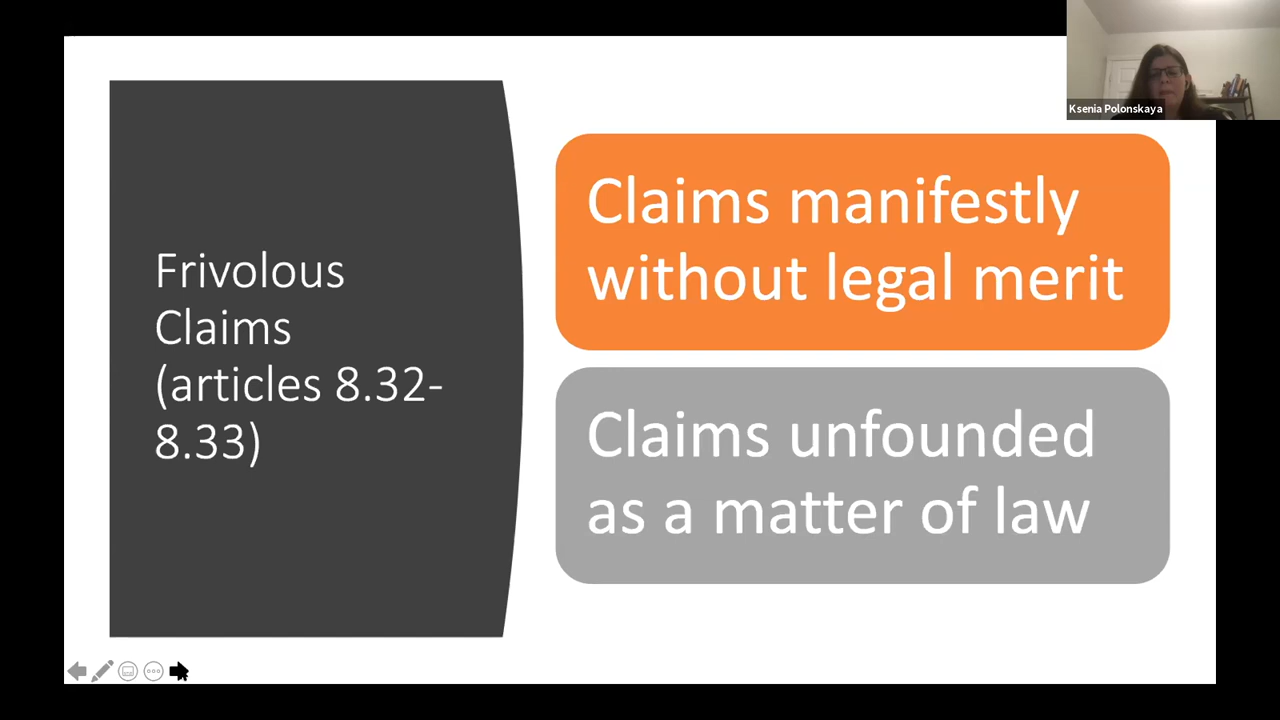 Ksenia Polonskaya
Frivolous
Claims
(articles 8.32-
8.33)
Claims manifestly
without legal merit
Claims unfounded
as a matter of law